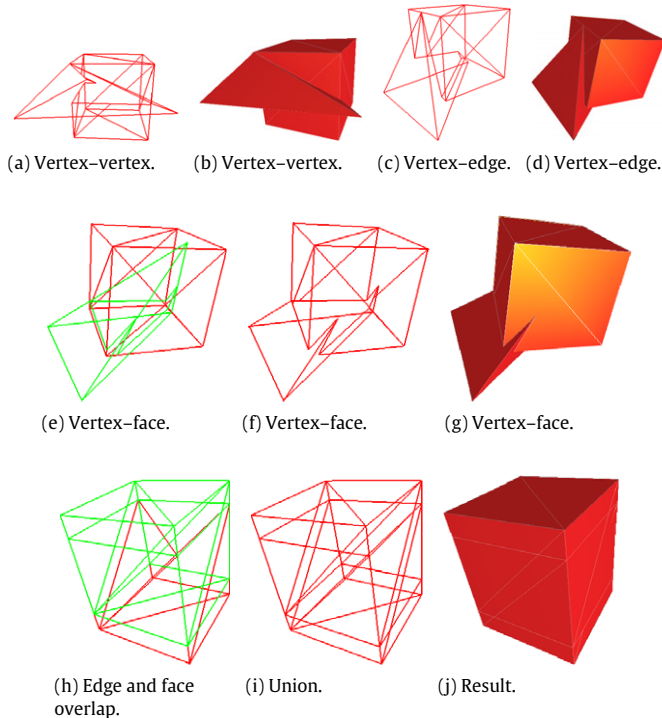 (a) Vertex–vertex.
(b) Vertex–vertex.
(c) Vertex–edge.
(d) Vertex–edge.
(e) Vertex–face.
(f) Vertex–face.
(g) Vertex–face.
(h) Edge and face
overlap.
(i) Union.
(j) Result.